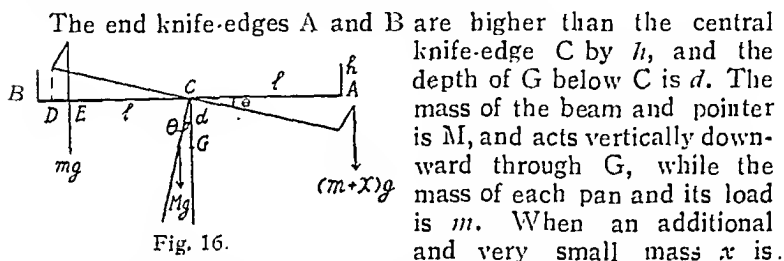 The end knife-edges A and B are higher than the central
knife-edge C by h, and the
depth of G below C is d. The
mass of the beam and pointer
is M, and acts vertically down-
ward through G, while the
mass of each pan and its load
is m. When an additional
and very small mass x is
C
ℓ
h
B
A
D E
ℓ
θ
θ
d
G
mg
Mg
(m+x)g
Fig. 16.